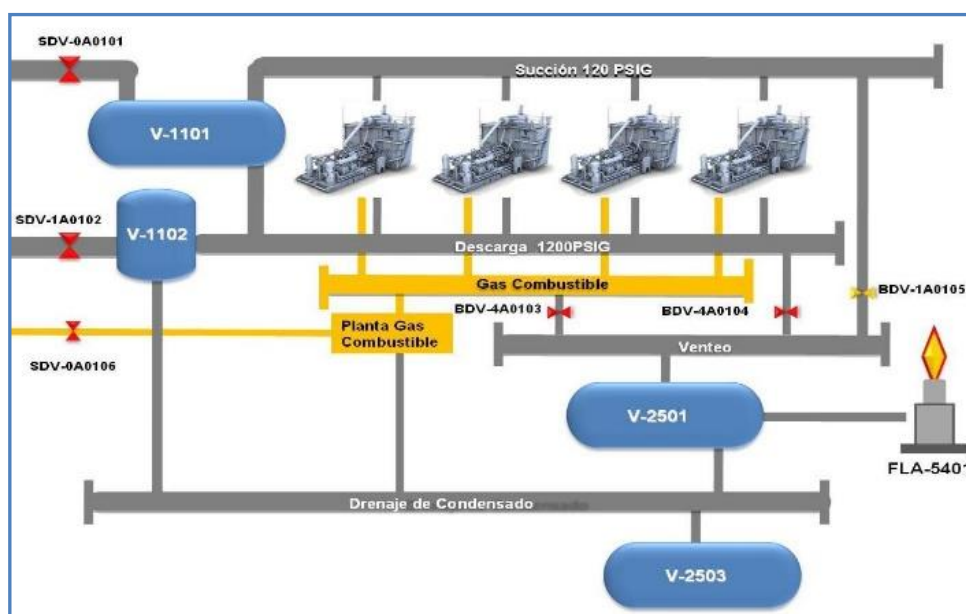 SDV-0A0101
Succión 120 PSIG
V-1101
SDV-1A0102
V-1102
Descarga 1200PSIG
Gas Combustible
BDV-4A0103
BDV-4A0104
BDV-1A0105
Planta Gas
Combustible
Venteo
SDV-0A0106
V-2501
FLA-5401
Drenaje de Condensado
V-2503